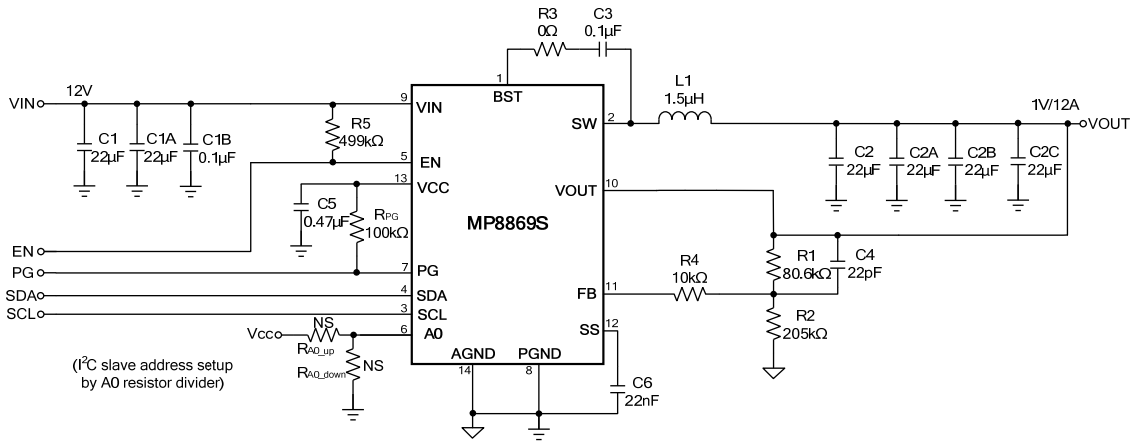 R3
0Ω
C3
0.1µF
1
BST
VIN
12V
9
VIN
C1
22µF
C1A
22µF
C1B
0.1µF
R5
499kΩ
5
EN
13
VCC
C5
0.47µF
RPG
100kΩ
EN
PG
7
PG
SDA
4
SDA
SCL
3
SCL
Vcc
NS
RA0_up
6
A0
RA0_down
NS
(I²C slave address setup
by A0 resistor divider)
MP8869S
SW
2
L1
1.5µH
1V/12A
VOUT
C2
22µF
C2A
22µF
C2B
22µF
C2C
22µF
VOUT
10
R1
80.6kΩ
C4
22pF
R4
10kΩ
FB
11
R2
205kΩ
SS
12
C6
22nF
AGND
14
PGND
8